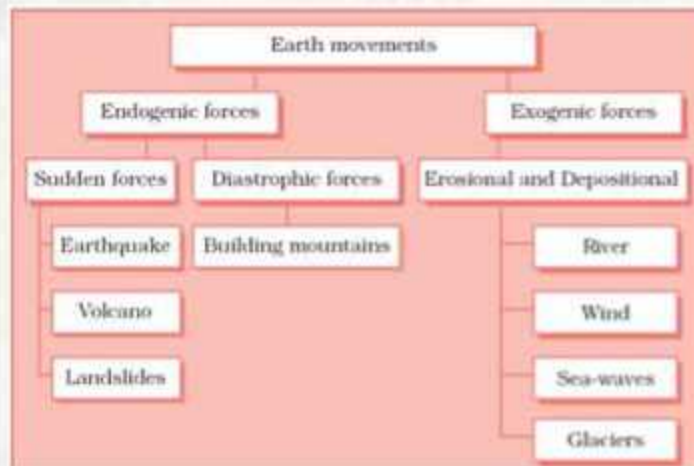 Earth movements
Endogenic forces
Exogenic forces
Sudden forces
Diastrophic forces
Erosional and Depositional
Earthquake
Building mountains
River
Volcano
Wind
Landslides
Sea-waves
Glaciers